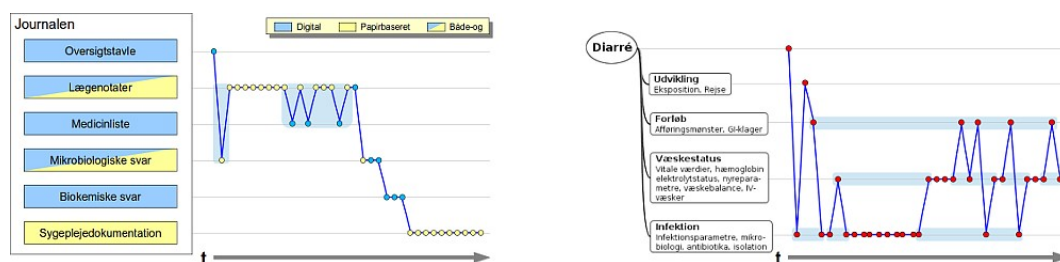 Journalen
Digital
Papirbaseret
Både-og
Oversigtstavle
Lægenotater
Medicinliste
Mikrobiologiske svar
Biokemiske svar
Sygeplejedokumentation
t
Diarré
Udvikling
Eksposition, Rejse
Forløb
Afføringsmønster, GI-klager
Væskestatus
Vitale værdier, hæmoglobin
elektrolytstatus, nyrepara-
metre, væskebalance, IV-
væsker
Infektion
Infektionsparametre, mikro-
biologi, antibiotika, isolation
t